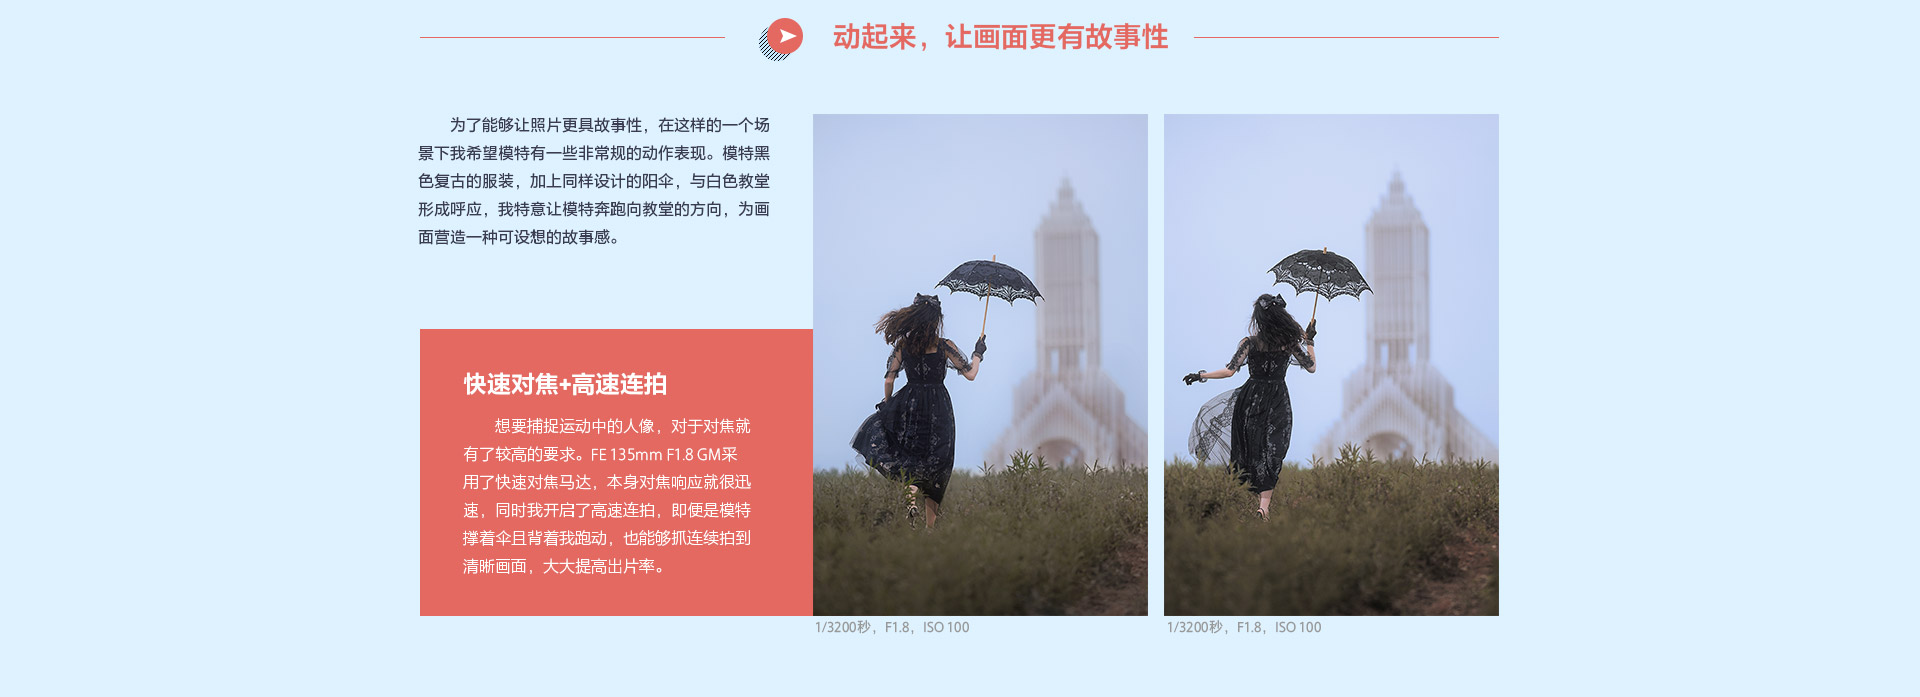 动起来，让画面更有故事性
为了能够让照片更具故事性，在这样的一个场
景下我希望模特有一些非常规的动作表现。模特黑
色复古的服装，加上同样设计的阳伞，与白色教堂
形成呼应，我特意让模特奔跑向教堂的方向，为画
面营造一种可设想的故事感。
快速对焦+高速连拍
想要捕捉运动中的人像，对于对焦就
有了较高的要求。FE 135mm F1.8 GM采
用了快速对焦马达，本身对焦响应就很迅
速，同时我开启了高速连拍，即便是模特
撑着伞且背着我跑动，也能够抓连续拍到
清晰画面，大大提高出片率。
1/3200秒，F1.8，ISO 100
1/3200秒，F1.8，ISO 100